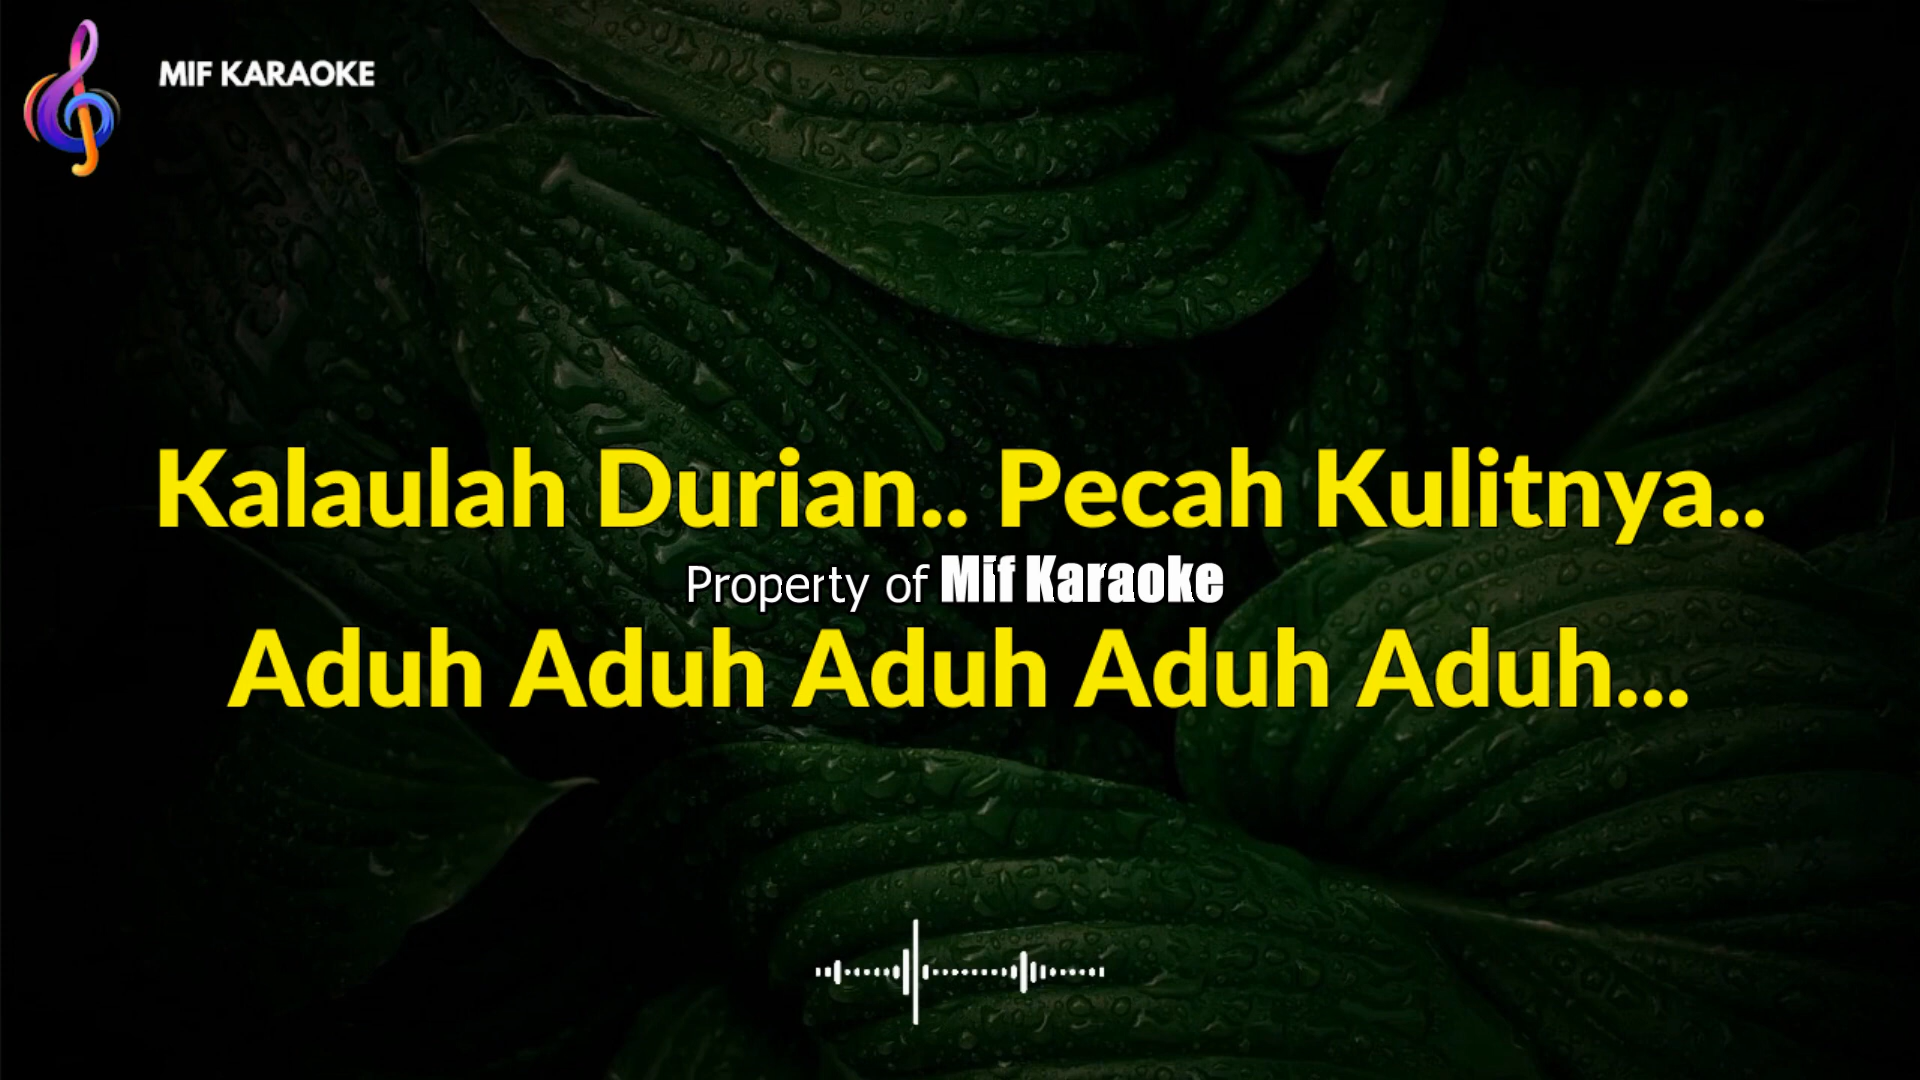 MIF KARAOKE
Kalaulah Durian.. Pecah Kulitnya..
Property of Mif Karaoke
Aduh Aduh Aduh Aduh Aduh...